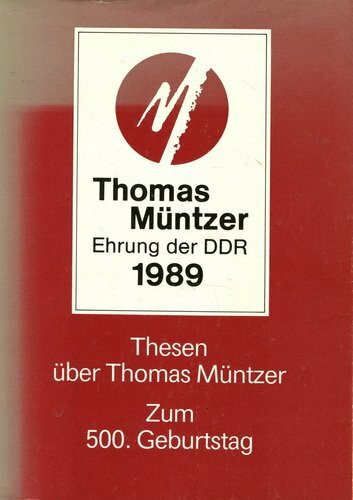 Thomas
Müntzer
Ehrung der DDR
1989
Thesen
über Thomas Müntzer
Zum
500. Geburtstag